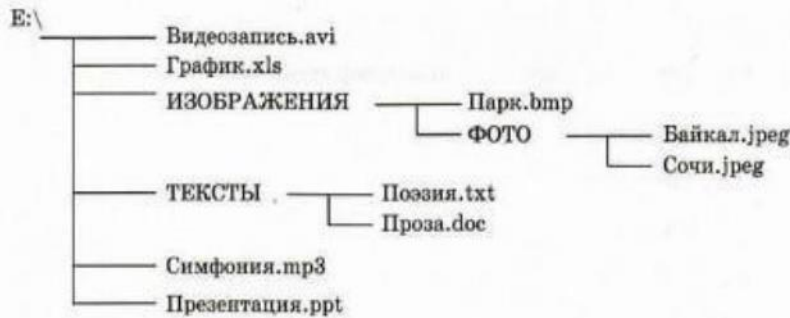 E:\
Видеозапись.avi
График.xls
ИЗОБРАЖЕНИЯ Парк.bmp
ФОТО Байкал.jpeg
Сочи.jpeg
ТЕКСТЫ Поэзия.txt
Проза.doc
Симфония.mp3
Презентация.ppt